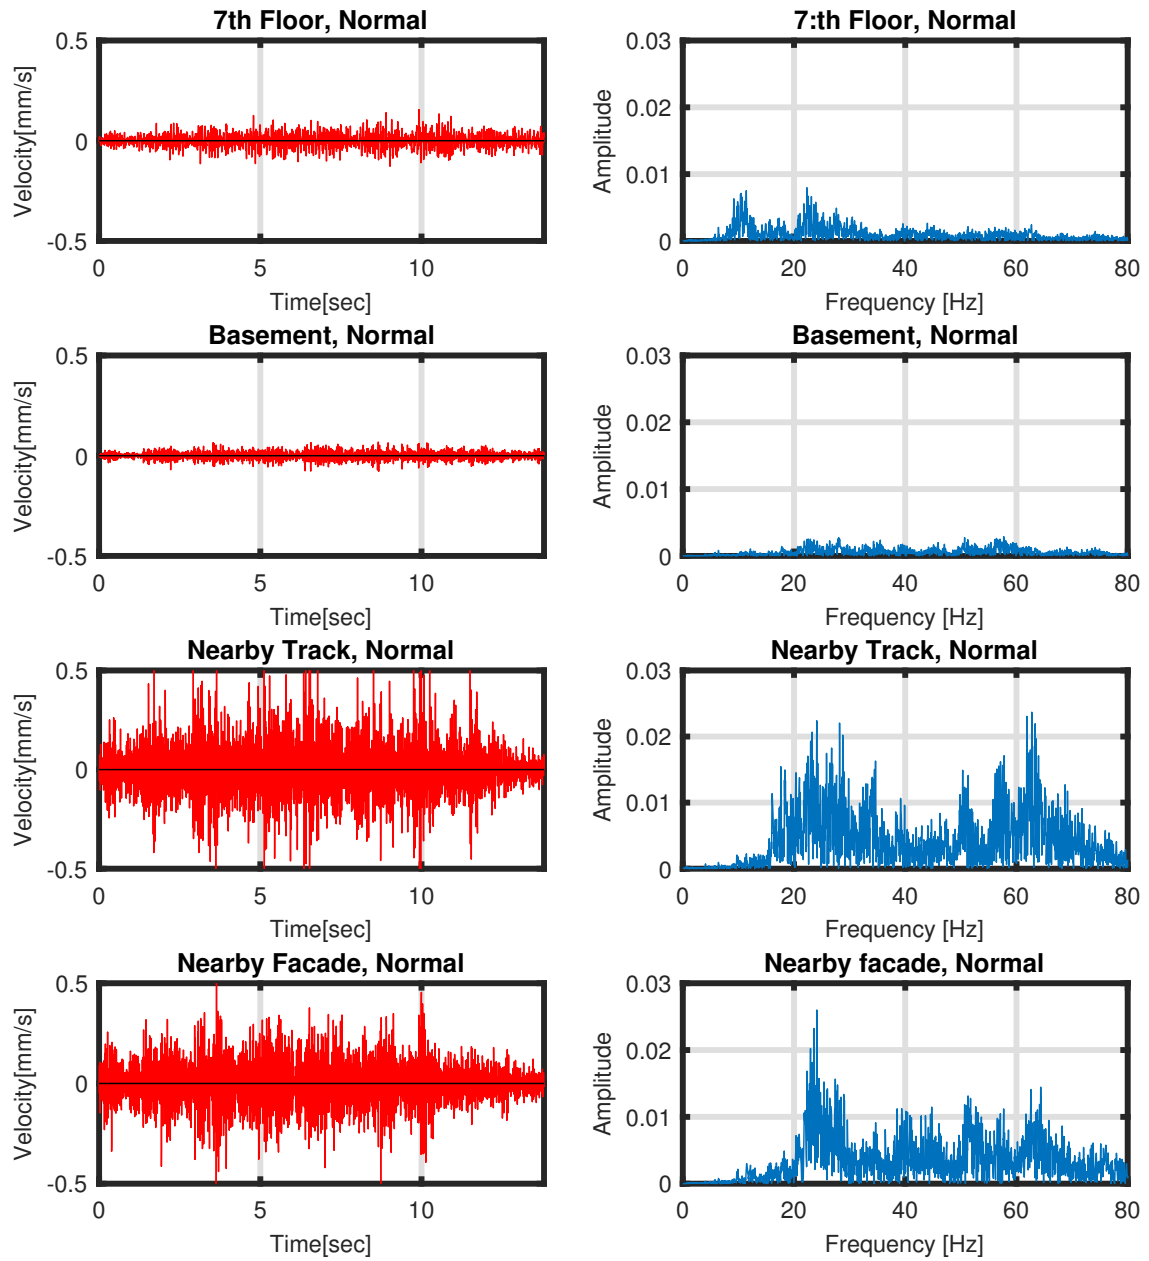 7th Floor, Normal
0.5
0
-0.5
Velocity[mm/s]
0 5 10
Time[sec]
7:th Floor, Normal
0.03
0.02
0.01
0
Amplitude
0 20 40 60 80
Frequency [Hz]
Basement, Normal
0.5
0
-0.5
Velocity[mm/s]
0 5 10
Time[sec]
Basement, Normal
0.03
0.02
0.01
0
Amplitude
0 20 40 60 80
Frequency [Hz]
Nearby Track, Normal
0.5
0
-0.5
Velocity[mm/s]
0 5 10
Time[sec]
Nearby Track, Normal
0.03
0.02
0.01
0
Amplitude
0 20 40 60 80
Frequency [Hz]
Nearby Facade, Normal
0.5
0
-0.5
Velocity[mm/s]
0 5 10
Time[sec]
Nearby facade, Normal
0.03
0.02
0.01
0
Amplitude
0 20 40 60 80
Frequency [Hz]